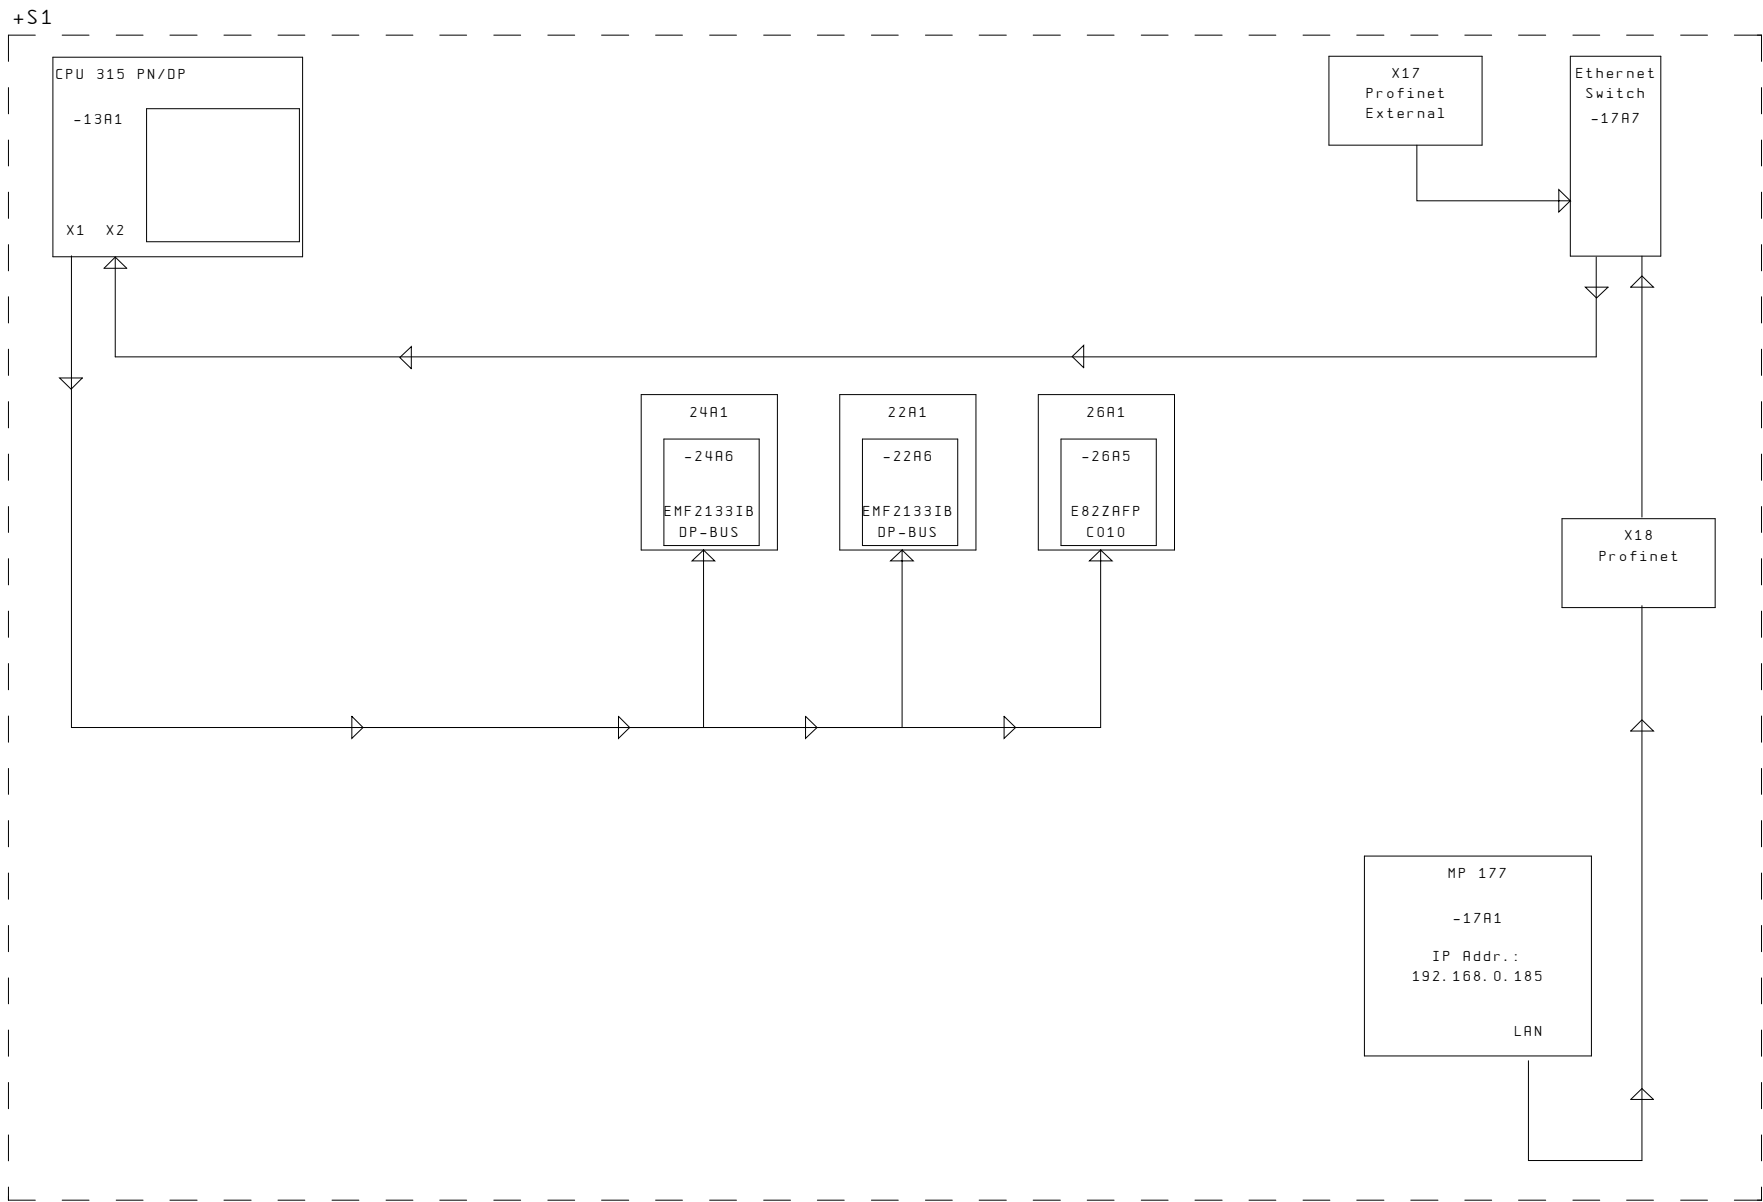 +S1
CPU 315 PN/DP
-13A1
X1 X2
X17
Profinet
External
Ethernet
Switch
-17A7
24A1
-24A6
EMF2133IB
DP-BUS
22A1
-22A6
EMF2133IB
DP-BUS
26A1
-26A5
E82ZAFP
C010
X18
Profinet
MP 177
-17A1
IP Addr.:
192.168.0.185
LAN